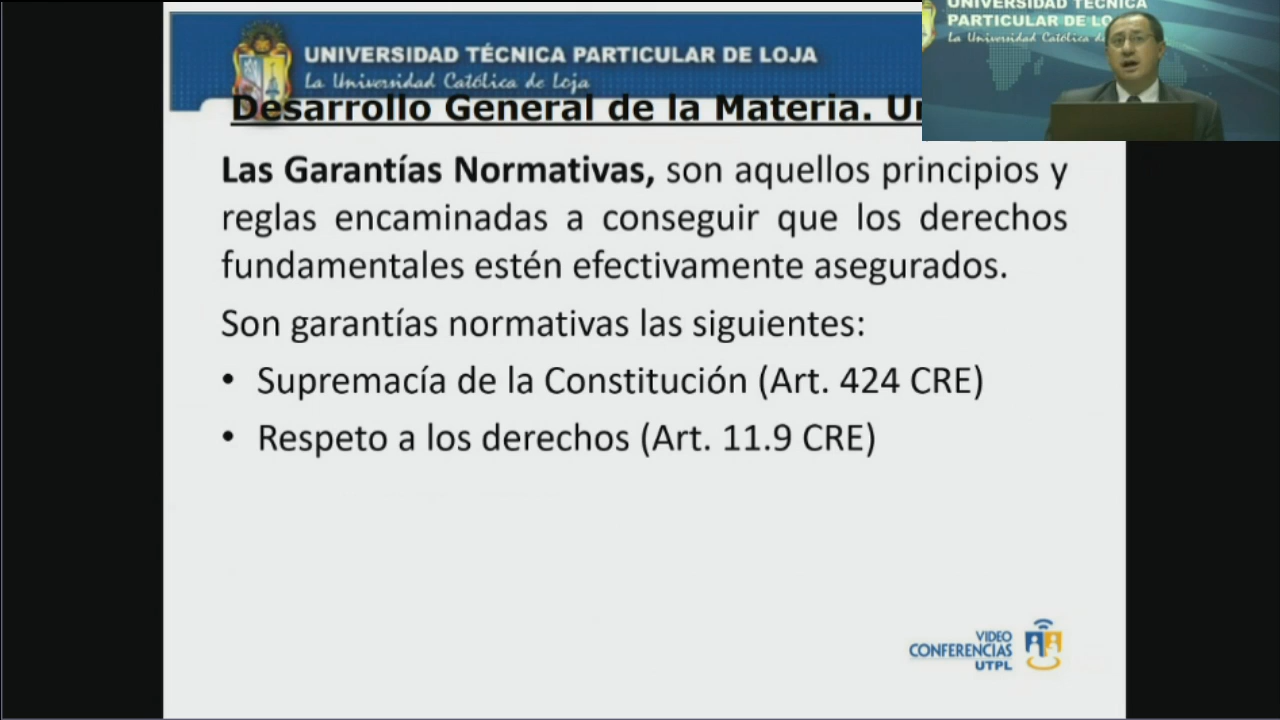 UNIVERSIDAD TÉCNICA PARTICULAR DE LOJA
La Universidad Católica de Loja
Desarrollo General de la Materia.
UNIVERSIDAD TÉCNICA
PARTICULAR DE
La Universidad Católica
Las Garantías Normativas, son aquellos principios y
reglas encaminadas a conseguir que los derechos
fundamentales estén efectivamente asegurados.
Son garantías normativas las siguientes:
• Supremacía de la Constitución (Art. 424 CRE)
• Respeto a los derechos (Art. 11.9 CRE)
VIDEO
CONFERENCIAS
UTPL